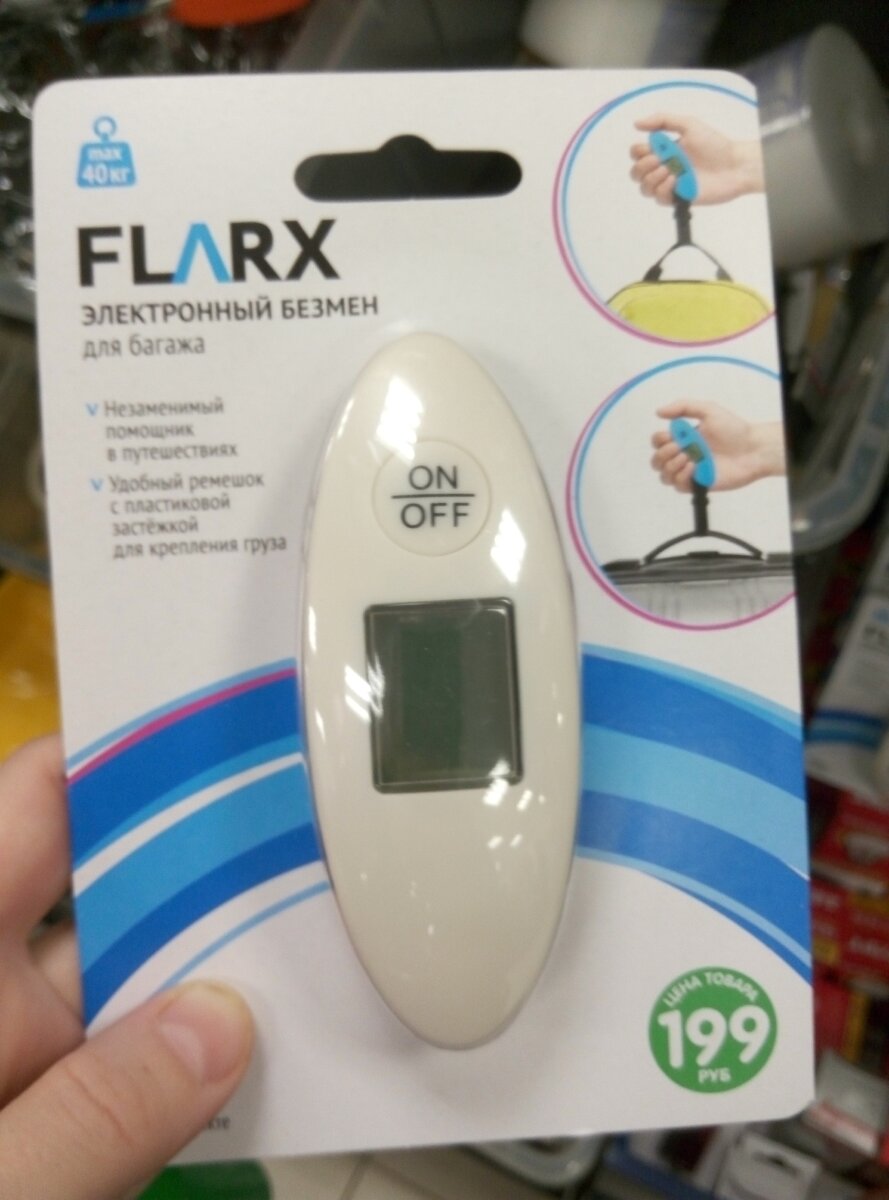 max
40кг
FLARX
ЭЛЕКТРОННЫЙ БЕЗМЕН
для багажа
v Незаменимый
помощник
в путешествиях
v Удобный ремешок
с пластиковой
застёжкой
для крепления груза
ON
OFF
ЦЕНА ТОВАРА
199
РУБ